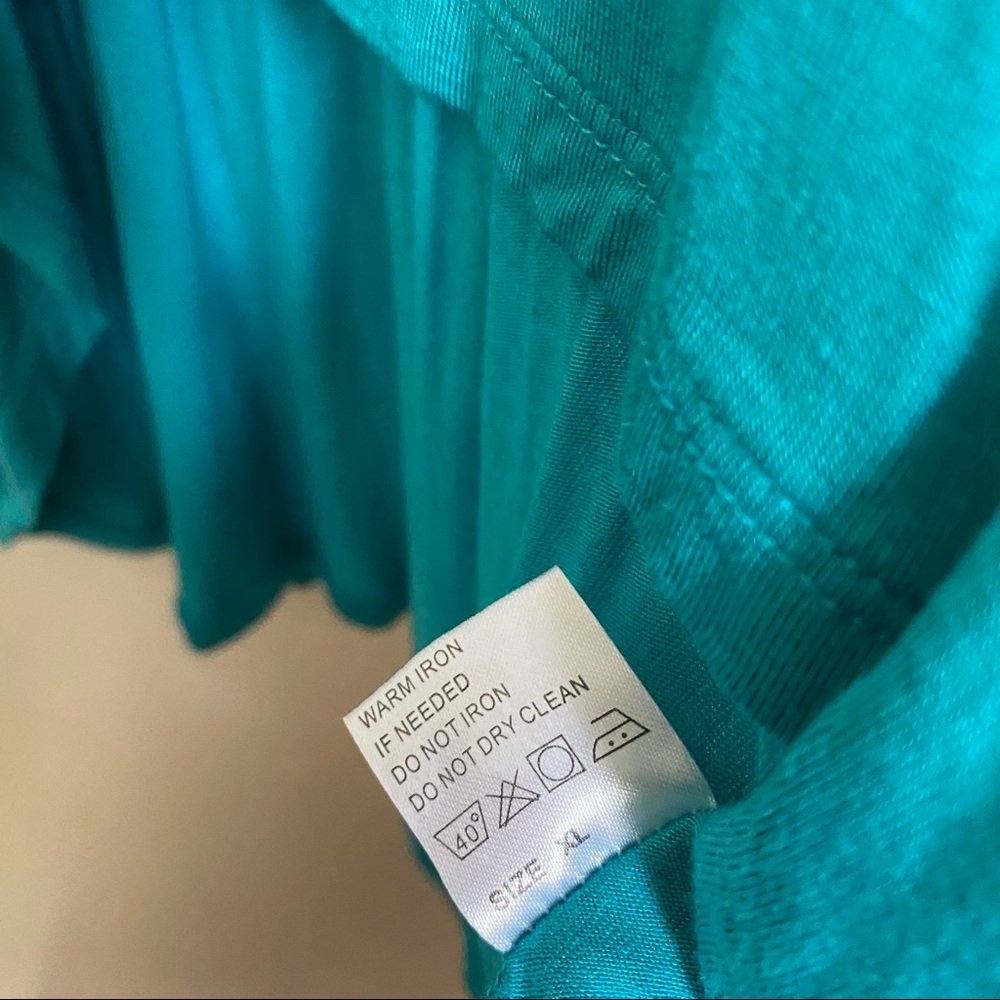 WARM IRON
IF NEEDED
DO NOT IRON
DO NOT DRY CLEAN
40°
SIZE XL